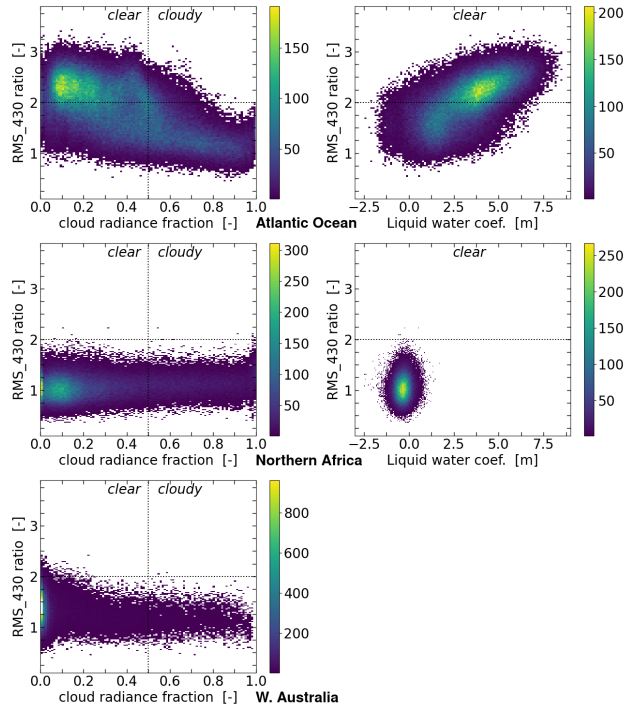 clear cloudy
RMS_430 ratio [-]
3
2
1
0.0 0.2 0.4 0.6 0.8 1.0
cloud radiance fraction [-]
150
100
50
clear
RMS_430 ratio [-]
3
2
1
−2.5 0.0 2.5 5.0 7.5
Liquid water coef. [m]
200
150
100
50
Atlantic Ocean
clear cloudy
RMS_430 ratio [-]
3
2
1
0.0 0.2 0.4 0.6 0.8 1.0
cloud radiance fraction [-]
300
250
200
150
100
50
clear
RMS_430 ratio [-]
3
2
1
−2.5 0.0 2.5 5.0 7.5
Liquid water coef. [m]
250
200
150
100
50
Northern Africa
clear cloudy
RMS_430 ratio [-]
3
2
1
0.0 0.2 0.4 0.6 0.8 1.0
cloud radiance fraction [-]
800
600
400
200
W. Australia